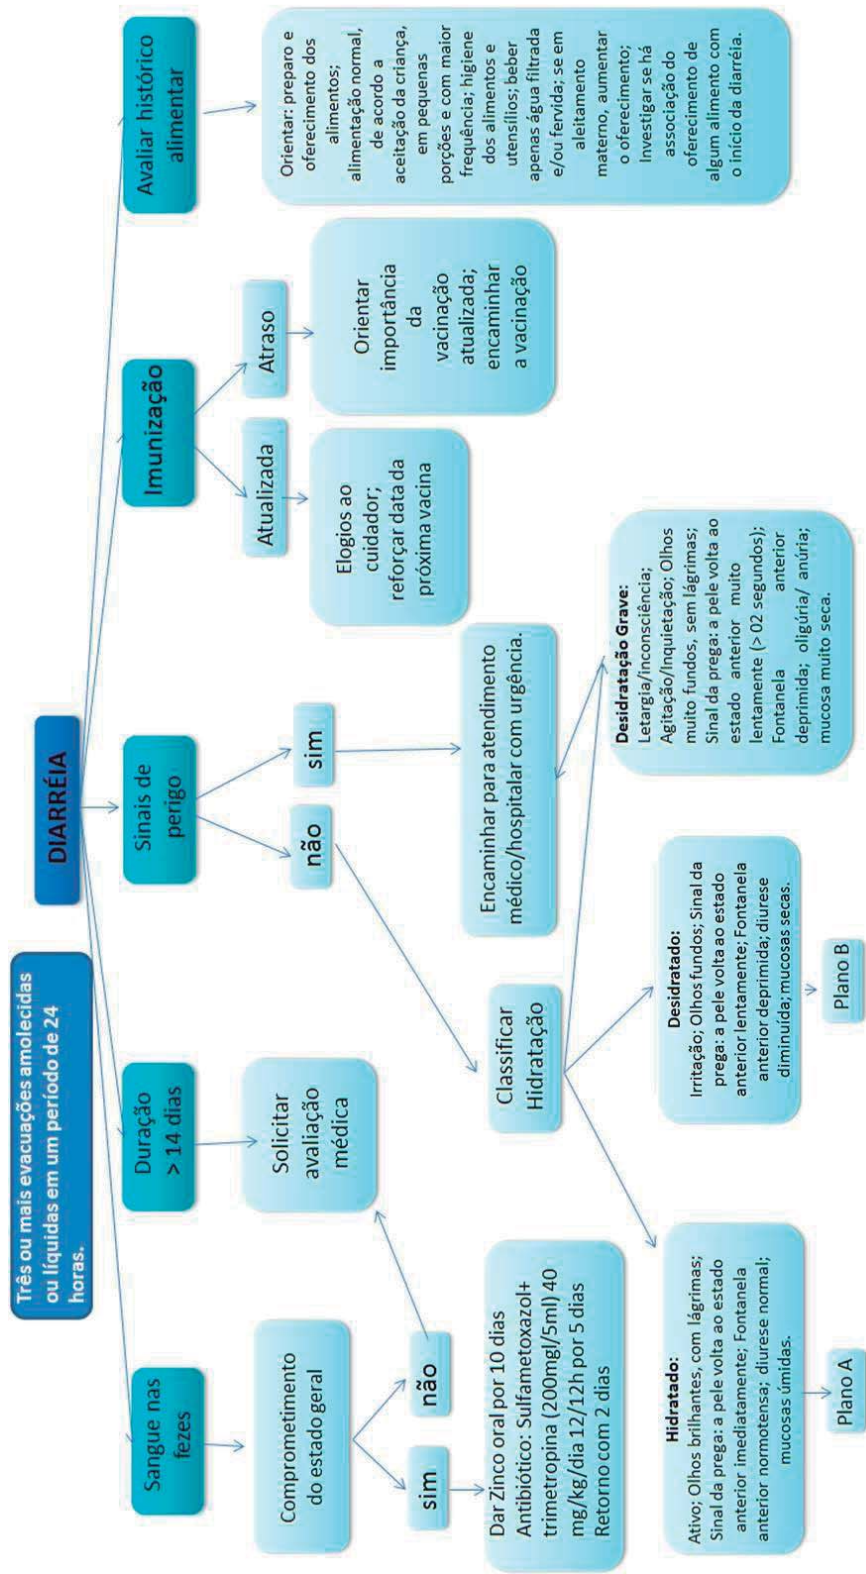 Três ou mais evacuações amolecidas
ou líquidas em um período de 24
horas.
DIARRÉIA
Sangue nas
fezes
Duração
> 14 dias
Sinais de
perigo
Imunização
Avaliar histórico
alimentar
Comprometimento
do estado geral
sim
não
Dar Zinco oral por 10 dias
Antibiótico: Sulfametoxazol+
trimetropina (200mgl/5ml) 40
mg/kg/dia 12/12h por 5 dias
Retorno com 2 dias
Solicitar
avaliação
médica
não
sim
Encaminhar para atendimento
médico/hospitalar com urgência.
Classificar
Hidratação
Hidratado:
Ativo; Olhos brilhantes, com lágrimas;
Sinal da prega: a pele volta ao estado
anterior imediatamente; Fontanela
anterior normotensa; diurese normal;
mucosas úmidas.
Plano A
Desidratado:
Irritação; Olhos fundos; Sinal da
prega: a pele volta ao estado
anterior lentamente; Fontanela
anterior deprimida; diurese
diminuída; mucosas secas.
Plano B
Desidratação Grave:
Letargia/inconsciência;
Agitação/Inquietação; Olhos
muito fundos, sem lágrimas;
Sinal da prega: a pele volta ao
estado anterior muito
lentamente (> 02 segundos);
Fontanela anterior
deprimida; oligúria/ anúria;
mucosa muito seca.
Atualizada
Atraso
Elogios ao
cuidador;
reforçar data da
próxima vacina
Orientar
importância
da
vacinação
atualizada;
encaminhar
a vacinação
Orientar: preparo e
oferecimento dos
alimentos;
alimentação normal,
de acordo a
aceitação da criança,
em pequenas
porções e com maior
frequência; higiene
dos alimentos e
utensílios; beber
apenas água filtrada
e/ou fervida; se em
aleitamento
materno, aumentar
o oferecimento;
Investigar se há
associação do
oferecimento de
algum alimento com
o início da diarréia.